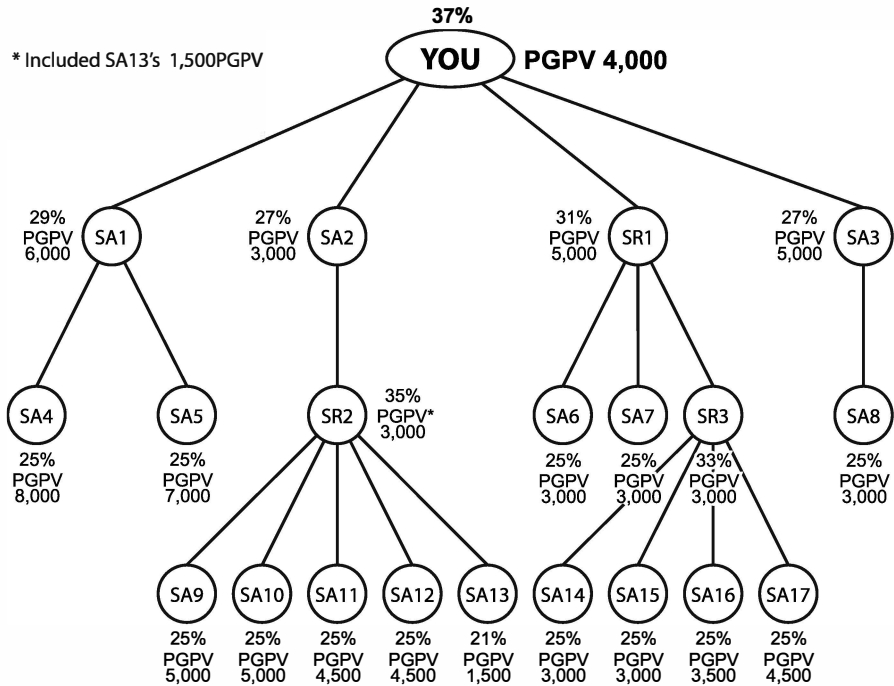 37%
* Included SA13's 1,500PGPV
YOU
PGPV 4,000
29%
PGPV
6,000
SA1
27%
PGPV
3,000
SA2
31%
PGPV
5,000
SR1
27%
PGPV
5,000
SA3
SA4
25%
PGPV
8,000
SA5
25%
PGPV
7,000
SR2
35%
PGPV*
3,000
SA6
25%
PGPV
3,000
SA7
25%
PGPV
3,000
SR3
33%
PGPV
3,000
SA8
25%
PGPV
3,000
SA9
25%
PGPV
5,000
SA10
25%
PGPV
5,000
SA11
25%
PGPV
4,500
SA12
25%
PGPV
4,500
SA13
21%
PGPV
1,500
SA14
25%
PGPV
3,000
SA15
25%
PGPV
3,000
SA16
25%
PGPV
3,500
SA17
25%
PGPV
4,500